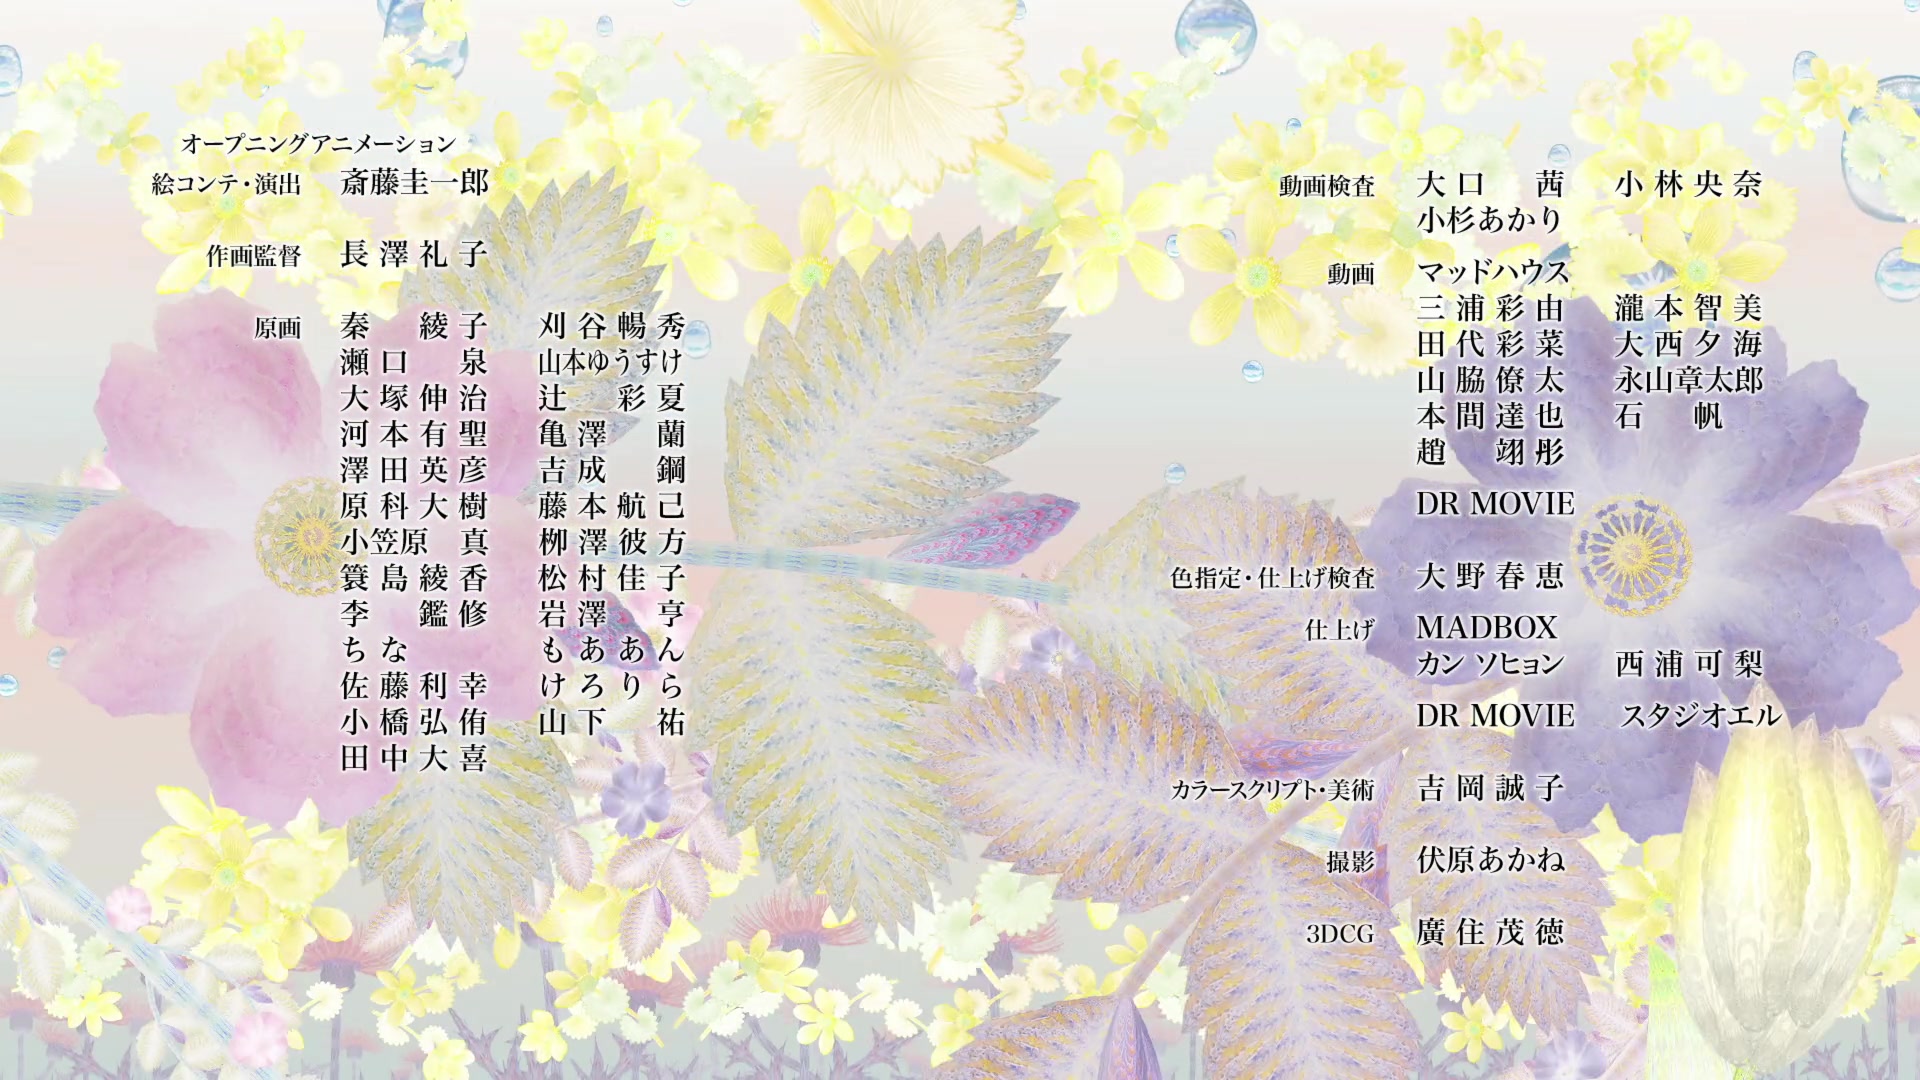 オープニングアニメーション
絵コンテ・演出 斎藤圭一郎
作画監督 長澤礼子
原画 秦綾子 刈谷暢秀
瀬口泉 山本ゆうすけ
大塚伸治 辻彩夏
河本有聖 亀澤蘭
澤田英彦 吉成鋼
原科大樹 藤本航己
小笠原真 栁澤彼方
簑島綾香 松村佳子
李鑑修 岩澤亨
ちな もああん
佐藤利幸 けろりら
小橋弘侑 山下祐
田中大喜
動画検査 大口茜 小林央奈
小杉あかり
動画 マッドハウス
三浦彩由 瀧本智美
田代彩菜 大西夕海
山脇僚太 永山章太郎
本間達也 石帆
趙翊彤
DR MOVIE
色指定・仕上げ検査 大野春恵
仕上げ MADBOX
カン ソヒョン 西浦可梨
DR MOVIE スタジオエル
カラースクリプト・美術 吉岡誠子
撮影 伏原あかね
3DCG 廣住茂徳